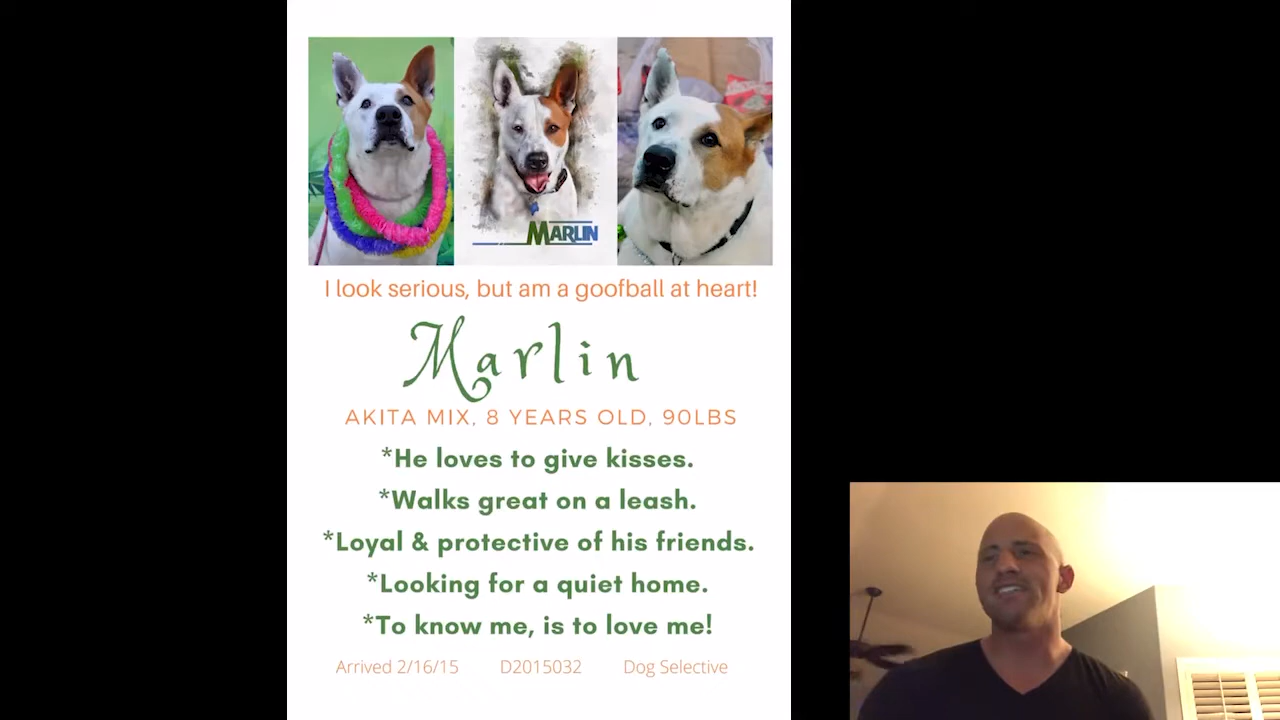 MARLIN
I look serious, but am a goofball at heart!
Marlin
AKITA MIX, 8 YEARS OLD, 90LBS
*He loves to give kisses.
*Walks great on a leash.
*Loyal & protective of his friends.
*Looking for a quiet home.
*To know me, is to love me!
Arrived 2/16/15 D2015032 Dog Selective